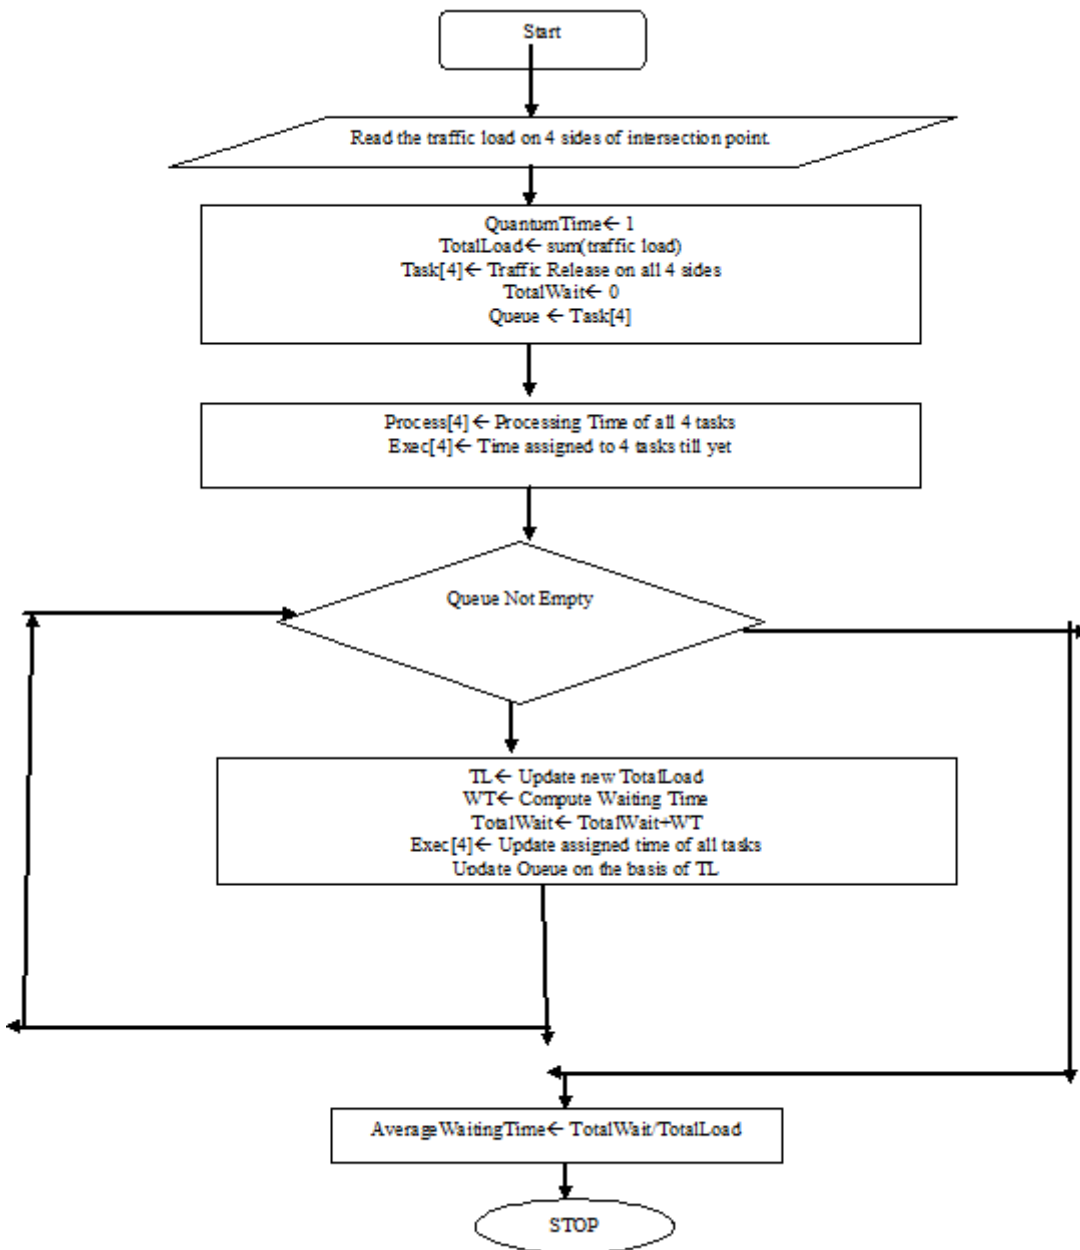 Start
Read the traffic load on 4 sides of intersection point.
QuantumTime← 1
TotalLoad← sum(traffic load)
Task[4]← Traffic Release on all 4 sides
TotalWait← 0
Queue ← Task[4]
Process[4]← Processing Time of all 4 tasks
Exec[4]← Time assigned to 4 tasks till yet
Queue Not Empty
TL← Update new TotalLoad
WT← Compute Waiting Time
TotalWait← TotalWait+WT
Exec[4]← Update assigned time of all tasks
Update Queue on the basis of TL
AverageWaitingTime← TotalWait/TotalLoad
STOP